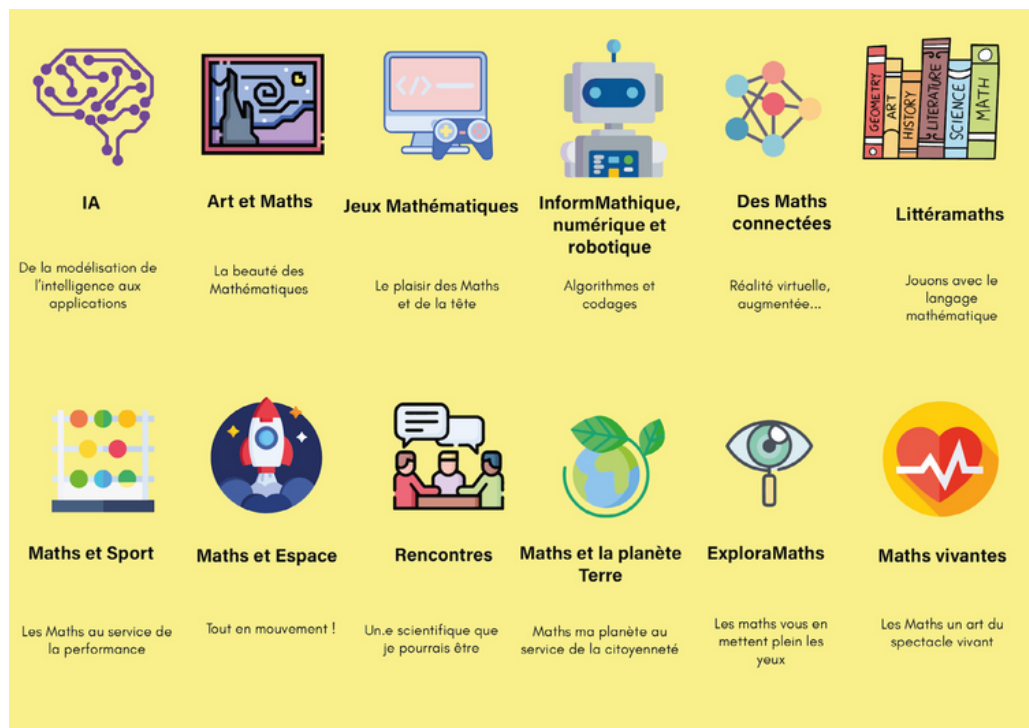 GEOMETRY
ART
HISTORY
LITERATURE
SCIENCE
MATH
IA
De la modélisation de
l'intelligence aux
applications
Art et Maths
La beauté des
Mathématiques
Jeux Mathématiques
Le plaisir des Maths
et de la tête
InformMathique,
numérique et
robotique
Algorithmes et
codages
Des Maths
connectées
Réalité virtuelle,
augmentée...
Littéramaths
Jouons avec le
langage
mathématique
Maths et Sport
Les Maths au service de
la performance
Maths et Espace
Tout en mouvement !
Rencontres
Un.e scientifique que
je pourrais être
Maths et la planète
Terre
Maths ma planète au
service de la citoyenneté
ExploraMaths
Les maths vous en
mettent plein les
yeux
Maths vivantes
Les Maths un art du
spectacle vivant